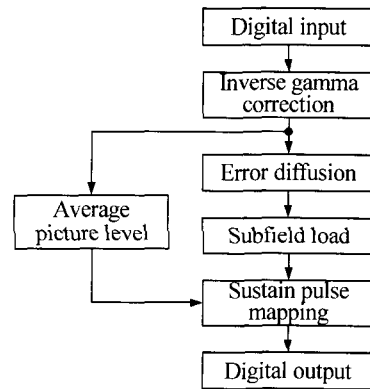 Digital input
Inverse gamma
correction
Error diffusion
Average
picture level
Subfield load
Sustain pulse
mapping
Digital output